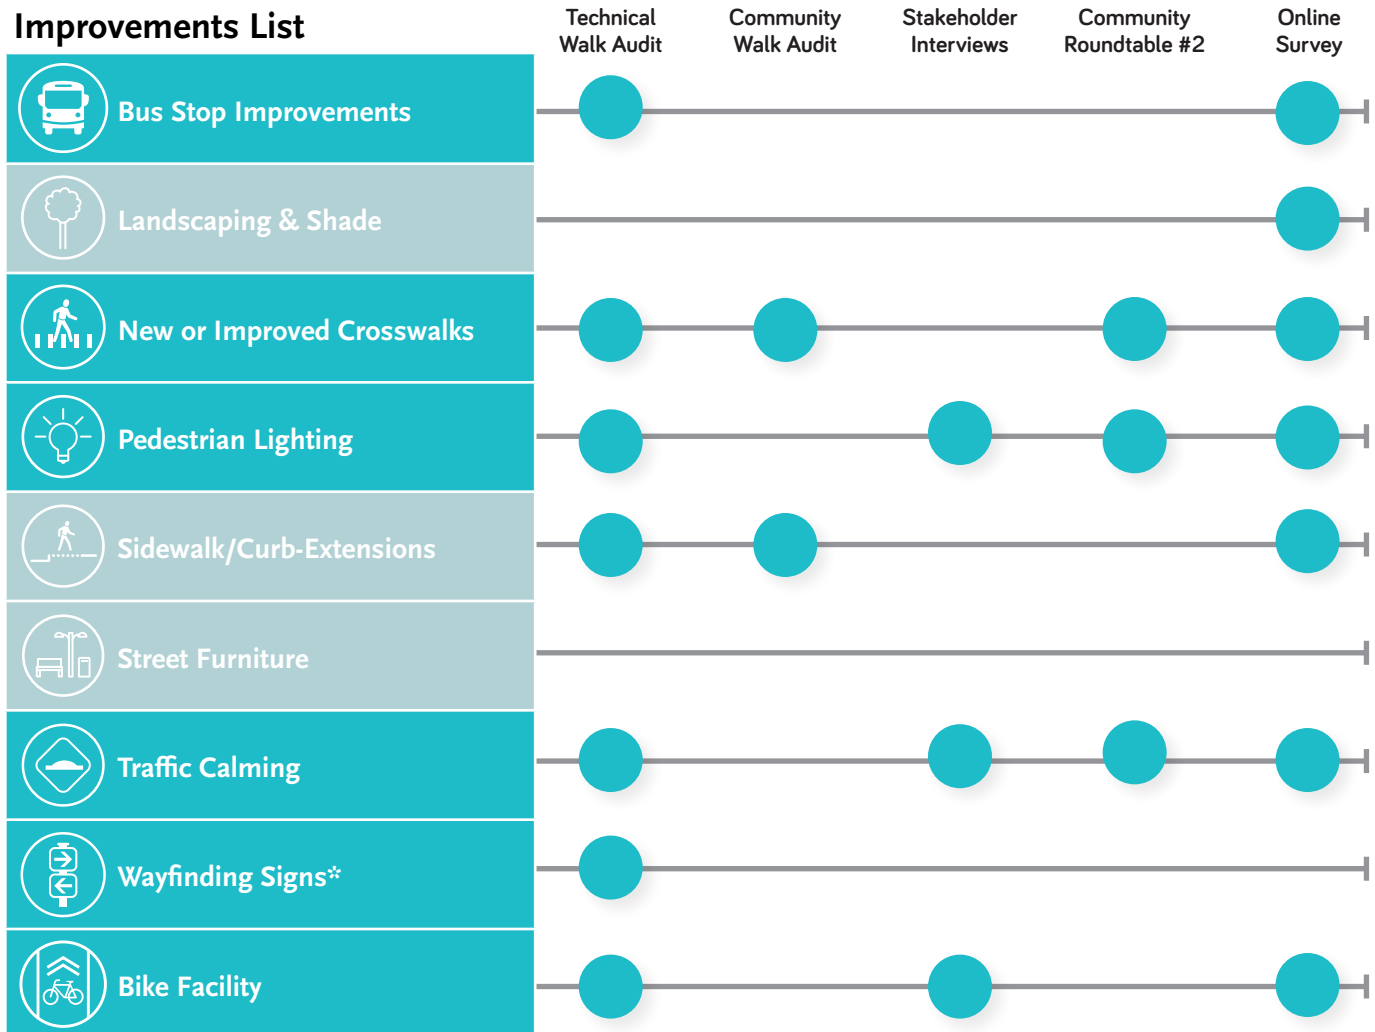 Improvements List
Technical
Walk Audit
Community
Walk Audit
Stakeholder
Interviews
Community
Roundtable #2
Online
Survey
Bus Stop Improvements
Landscaping & Shade
New or Improved Crosswalks
Pedestrian Lighting
Sidewalk/Curb-Extensions
Street Furniture
Traffic Calming
Wayfinding Signs*
Bike Facility